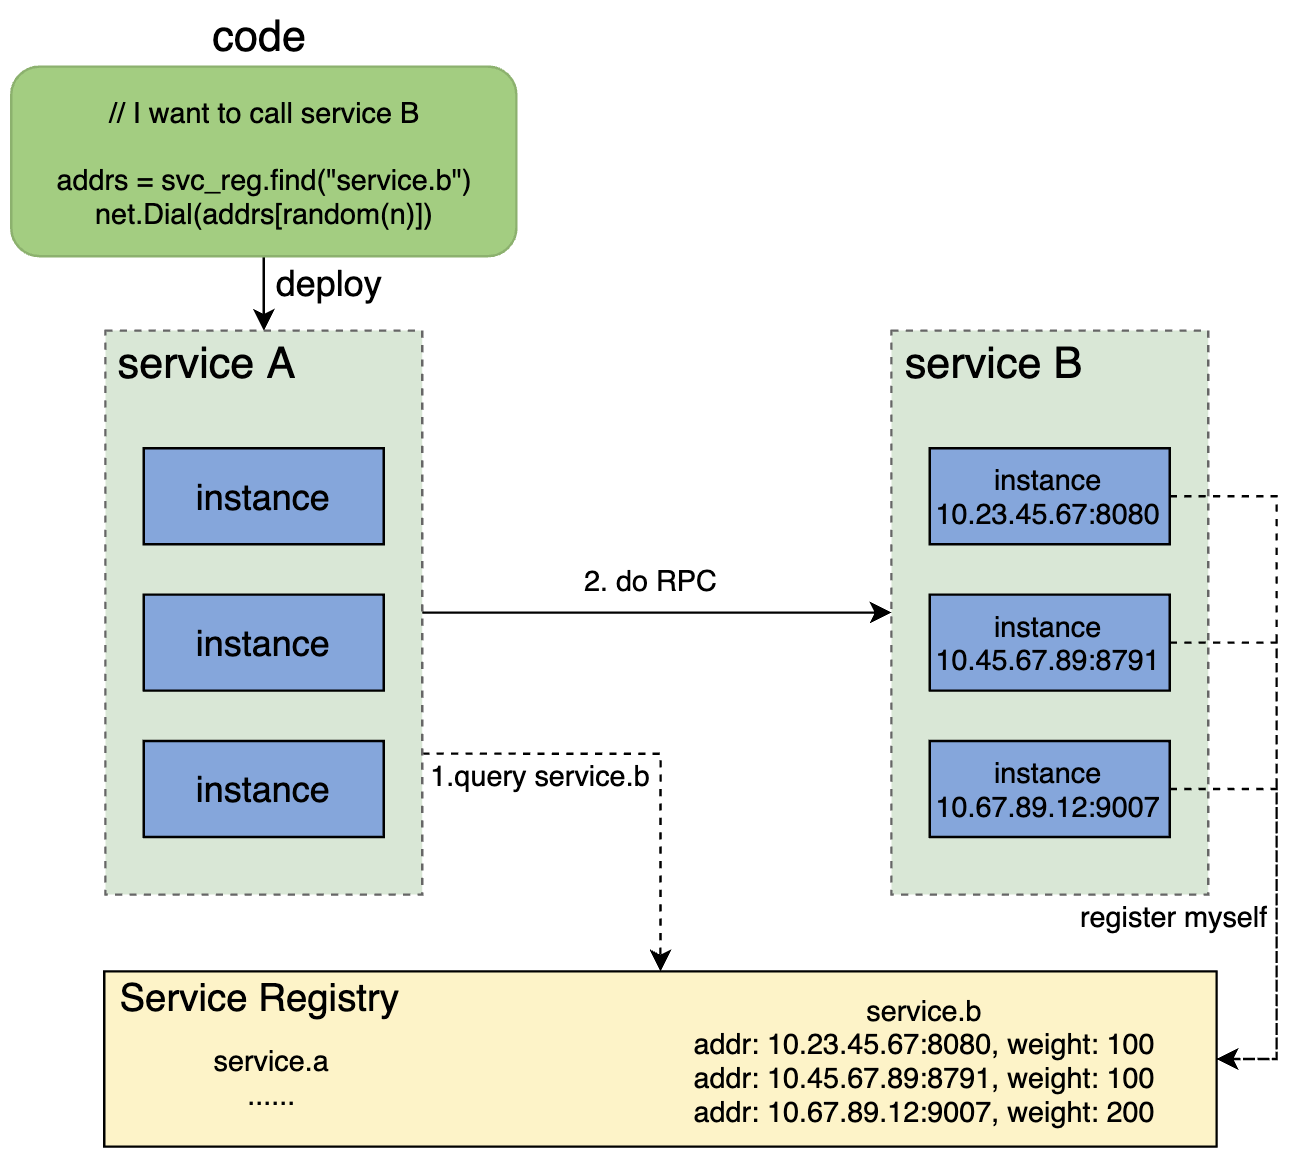 code
// I want to call service B
addrs = svc_reg.find("service.b")
net.Dial(addrs[random(n)])
deploy
service A
instance
instance
instance
service B
instance
10.23.45.67:8080
instance
10.45.67.89:8791
instance
10.67.89.12:9007
2. do RPC
1.query service.b
register myself
Service Registry
service.a
......
service.b
addr: 10.23.45.67:8080, weight: 100
addr: 10.45.67.89:8791, weight: 100
addr: 10.67.89.12:9007, weight: 200